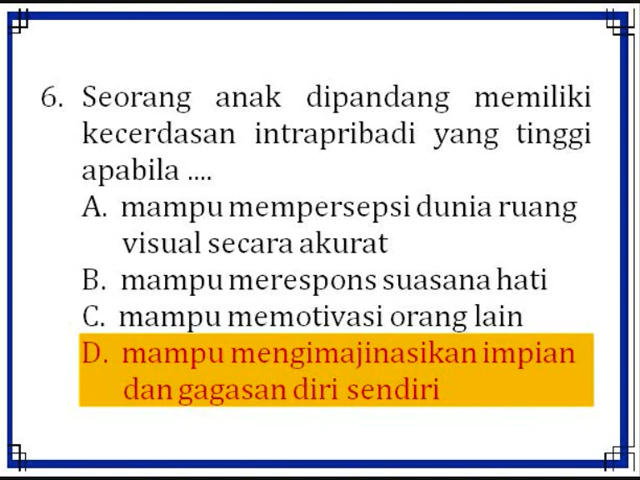 6. Seorang anak dipandang memiliki
kecerdasan intrapribadi yang tinggi
apabila ....
A. mampu mempersepsi dunia ruang
visual secara akurat
B. mampu merespons suasana hati
C. mampu memotivasi orang lain
D. mampu mengimajinasikan impian
dan gagasan diri sendiri